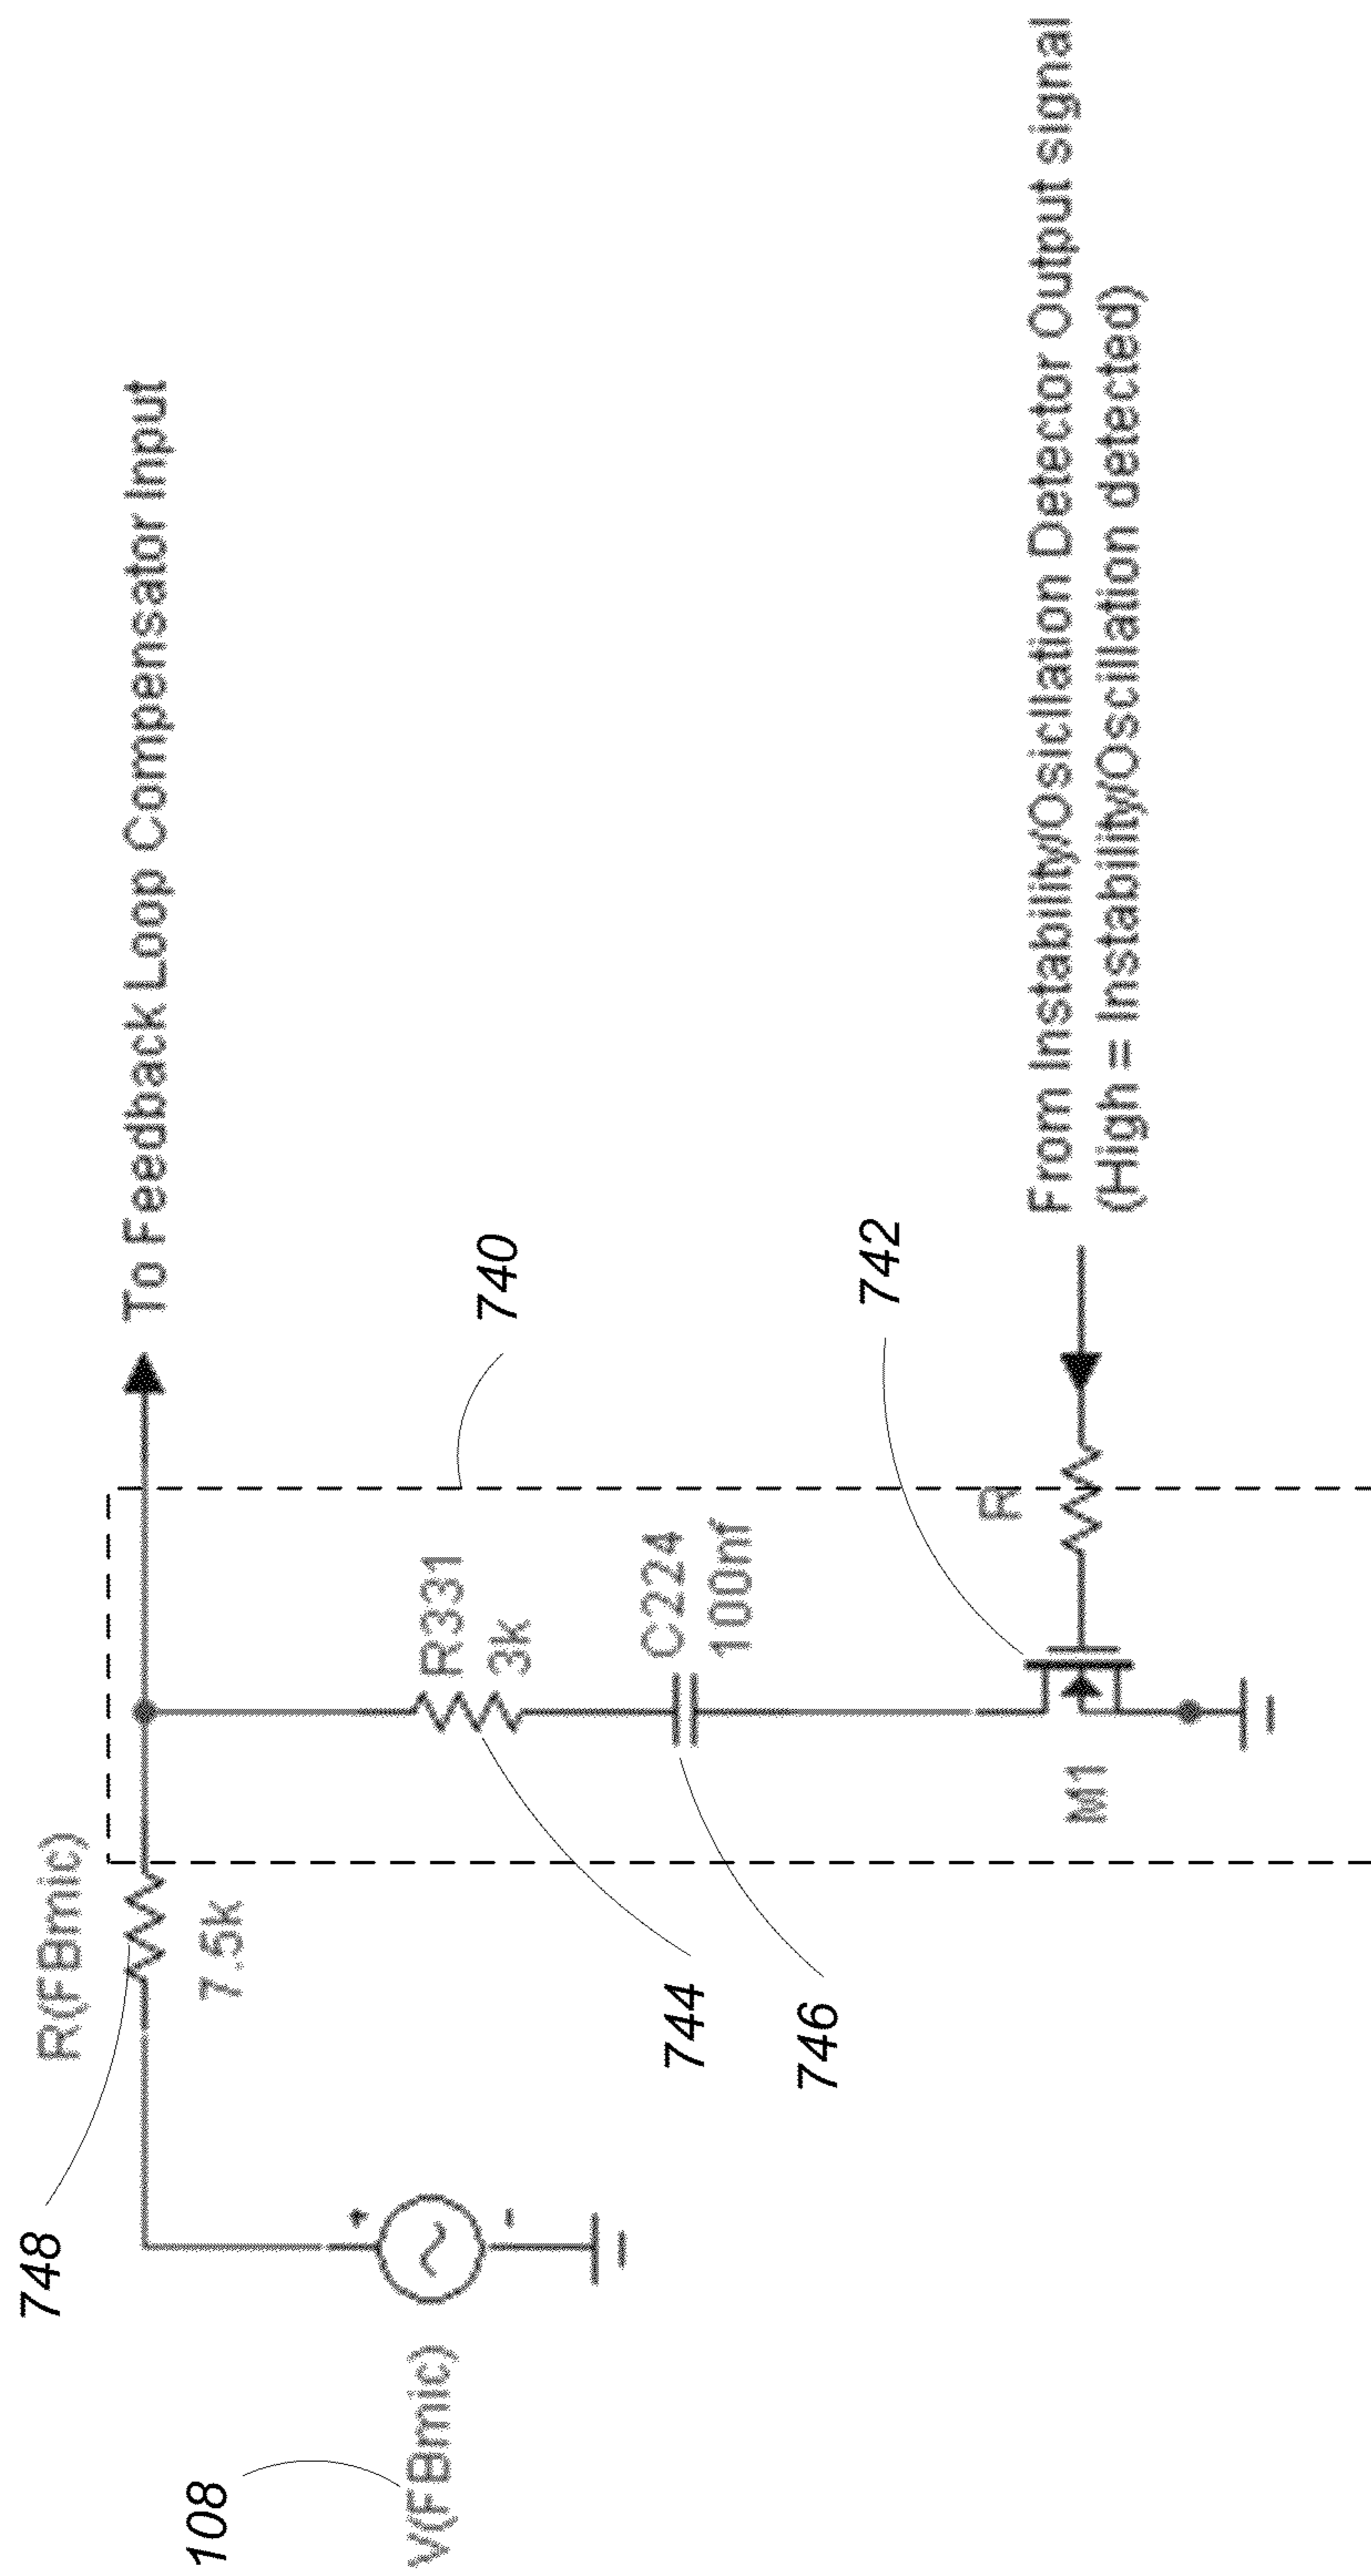 748
R(FBmic)
7.5k
To Feedback Loop Compensator Input
108
V(FBmic)
740
R331
3k
744
C224
100nf
746
742
M1
R
From Instability/Osicllation Detector Output signal
(High = Instability/Oscillation detected)